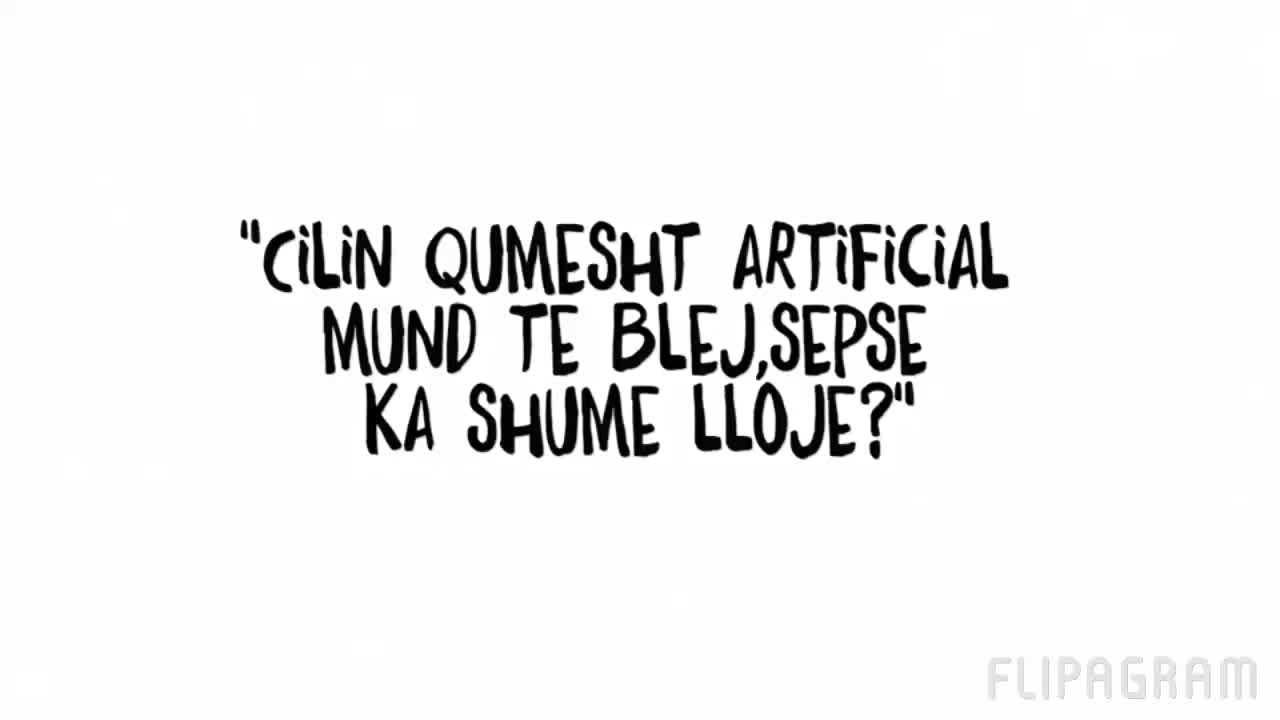 "CiLiN QUMESHT ARTiFiCiAL
MUND TE BLEJ,SEPSE
KA SHUME LLOJE?"
FLIPAGRAM